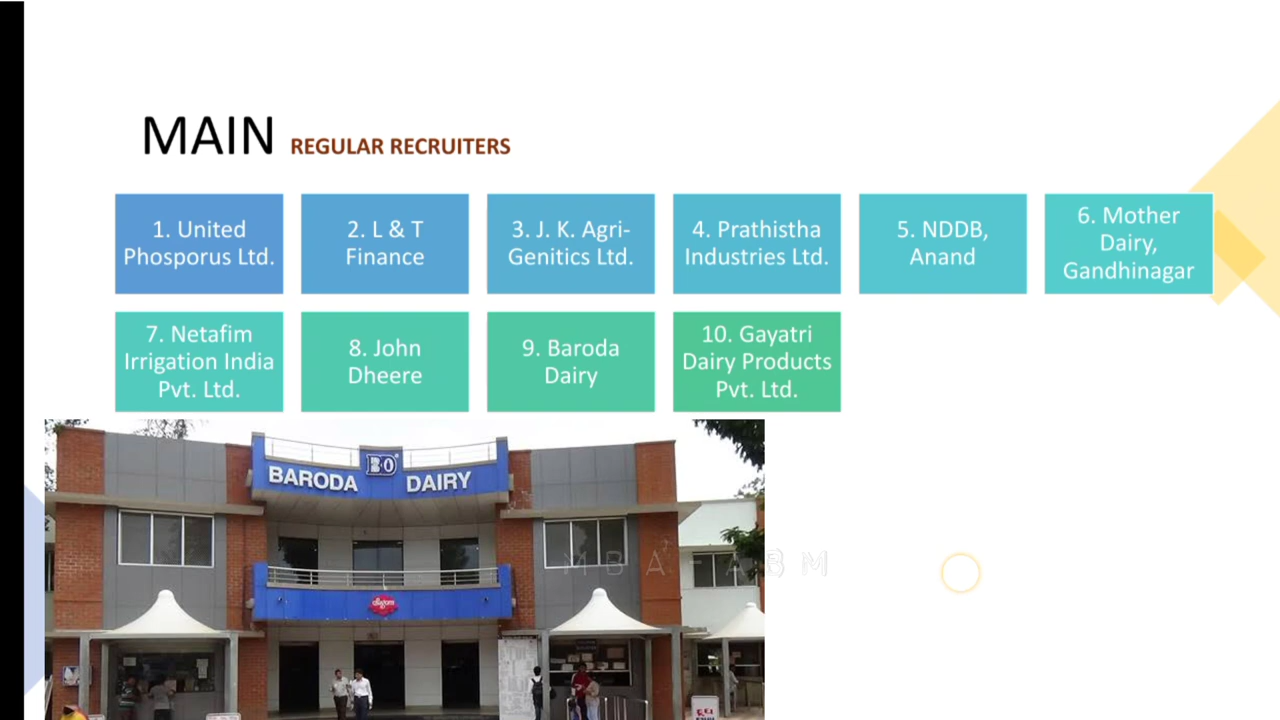 MAIN REGULAR RECRUITERS
1. United
Phosporus Ltd.
2. L & T
Finance
3. J. K. Agri-
Genitics Ltd.
4. Prathistha
Industries Ltd.
5. NDDB,
Anand
6. Mother
Dairy,
Gandhinagar
7. Netafim
Irrigation India
Pvt. Ltd.
8. John
Dheere
9. Baroda
Dairy
10. Gayatri
Dairy Products
Pvt. Ltd.
BARODA DAIRY
MBA-ABM